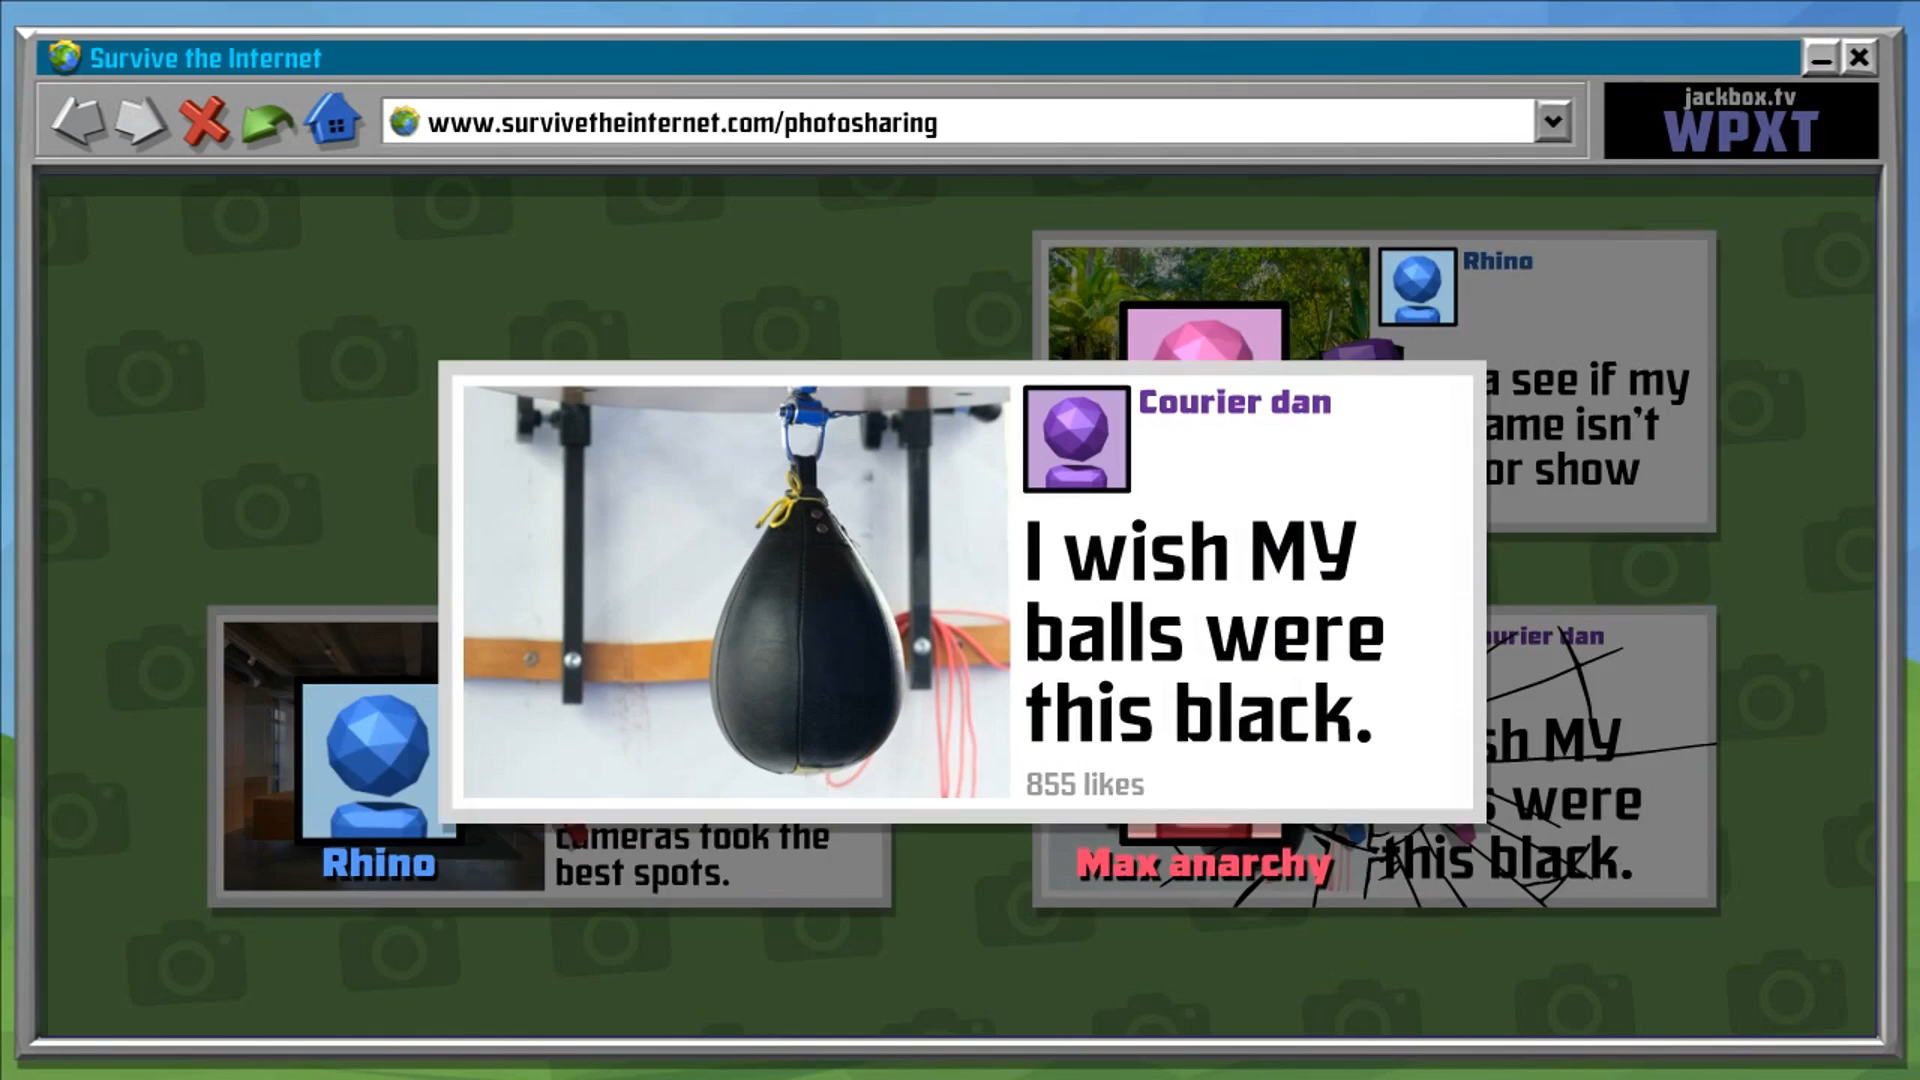 Survive the Internet
www.survivetheinternet.com/photosharing
jackbox.tv
WPXT
Rhino
a see if my
ame isn't
or show
Courier dan
I wish MY
balls were
this black.
855 likes
cameras took the
best spots.
Rhino
urier dan
sh MY
s were
this black.
Max anarchy